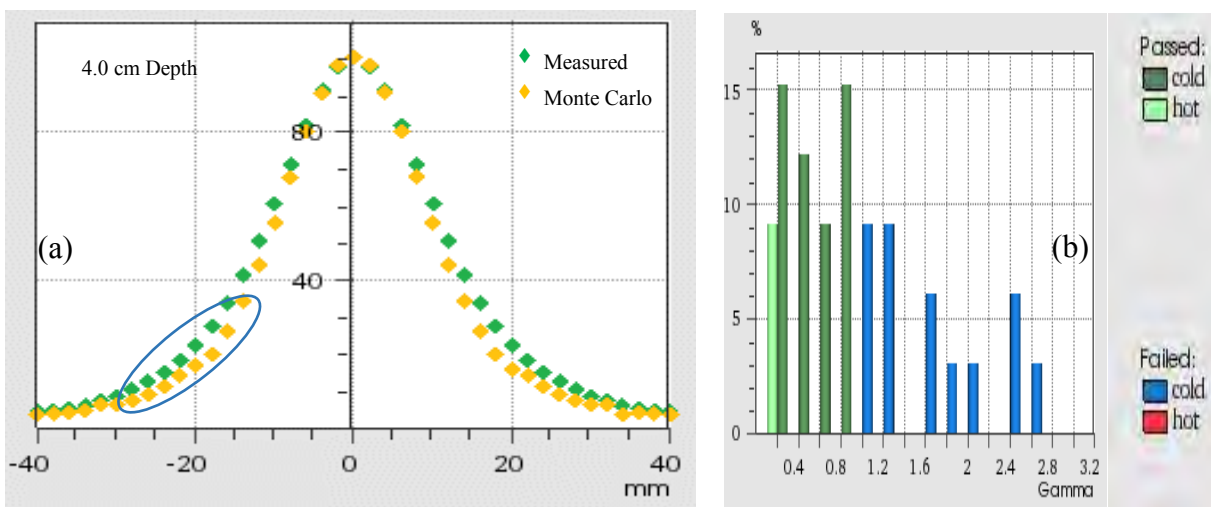 4.0 cm Depth
Measured
Monte Carlo
80
(a)
40
-40
-20
0
20
40
mm
%
15
10
5
0
(b)
0.4 0.8 1.2 1.6 2 2.4 2.8 3.2
Gamma
Passed:
cold
hot
Failed:
cold
hot